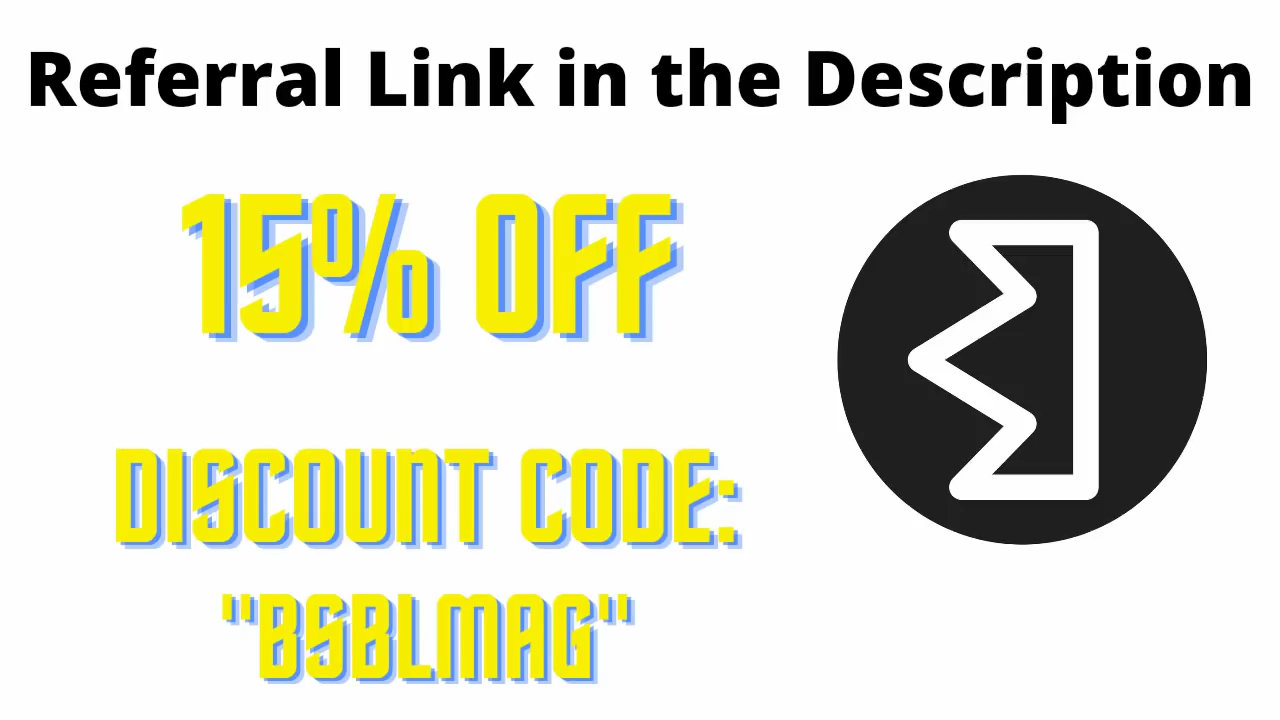 Referral Link in the Description
15% OFF
DISCOUNT CODE:
"BSBLMAG"